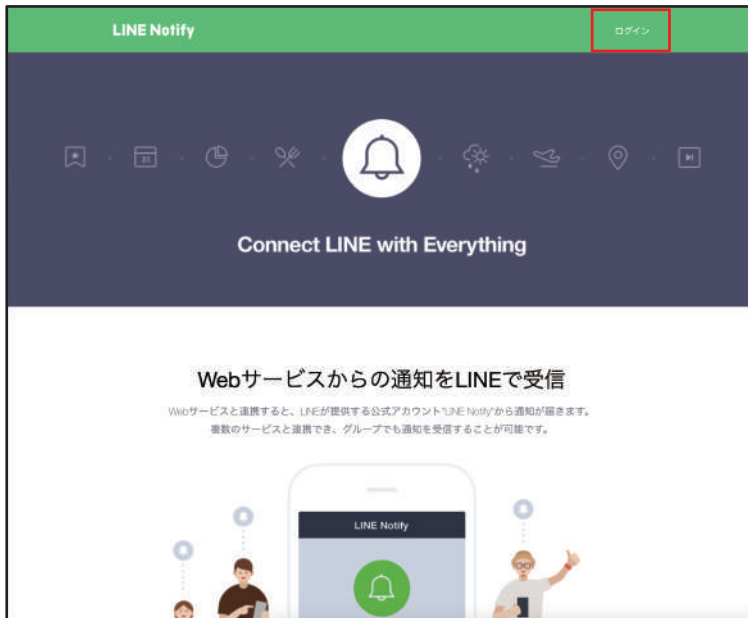 LINE Notify
ログイン
31
Connect LINE with Everything
Webサービスからの通知をLINEで受信
Webサービスと連携すると、LINEが提供する公式アカウント"LINE Notify"から通知が届きます。
複数のサービスと連携でき、グループでも通知を受信することが可能です。
LINE Notify